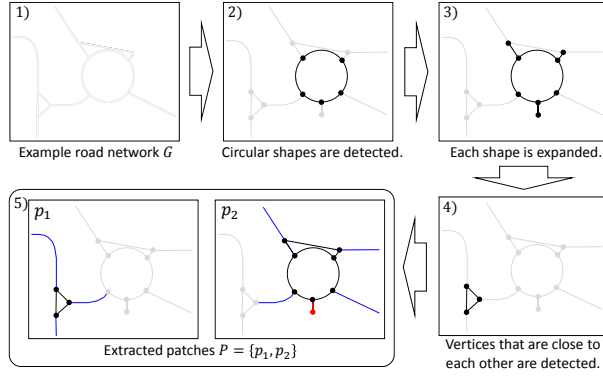 1)
2)
3)
Example road network G
Circular shapes are detected.
Each shape is expanded.
5)
p₁
p₂
4)
Extracted patches P = {p₁, p₂}
Vertices that are close to
each other are detected.